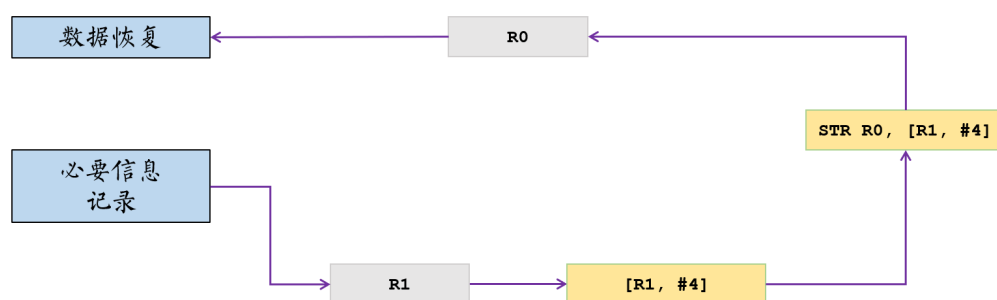 数据恢复
R0
STR R0, [R1, #4]
必要信息
记录
R1
[R1, #4]